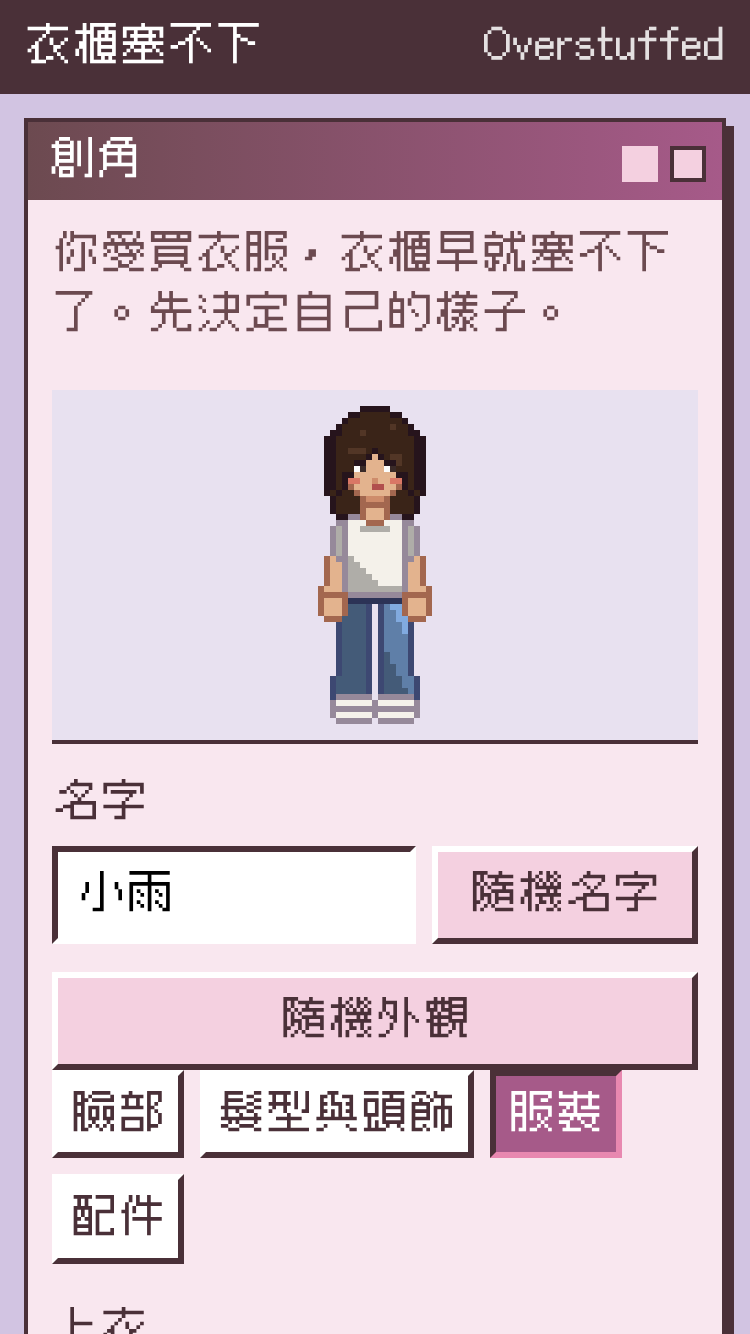 衣櫃塞不下
Overstuffed
創角
你愛買衣服，衣櫃早就塞不下
了。先決定自己的樣子。
名字
小雨
隨機名字
隨機外觀
臉部
髮型與頭飾
服裝
配件
上衣